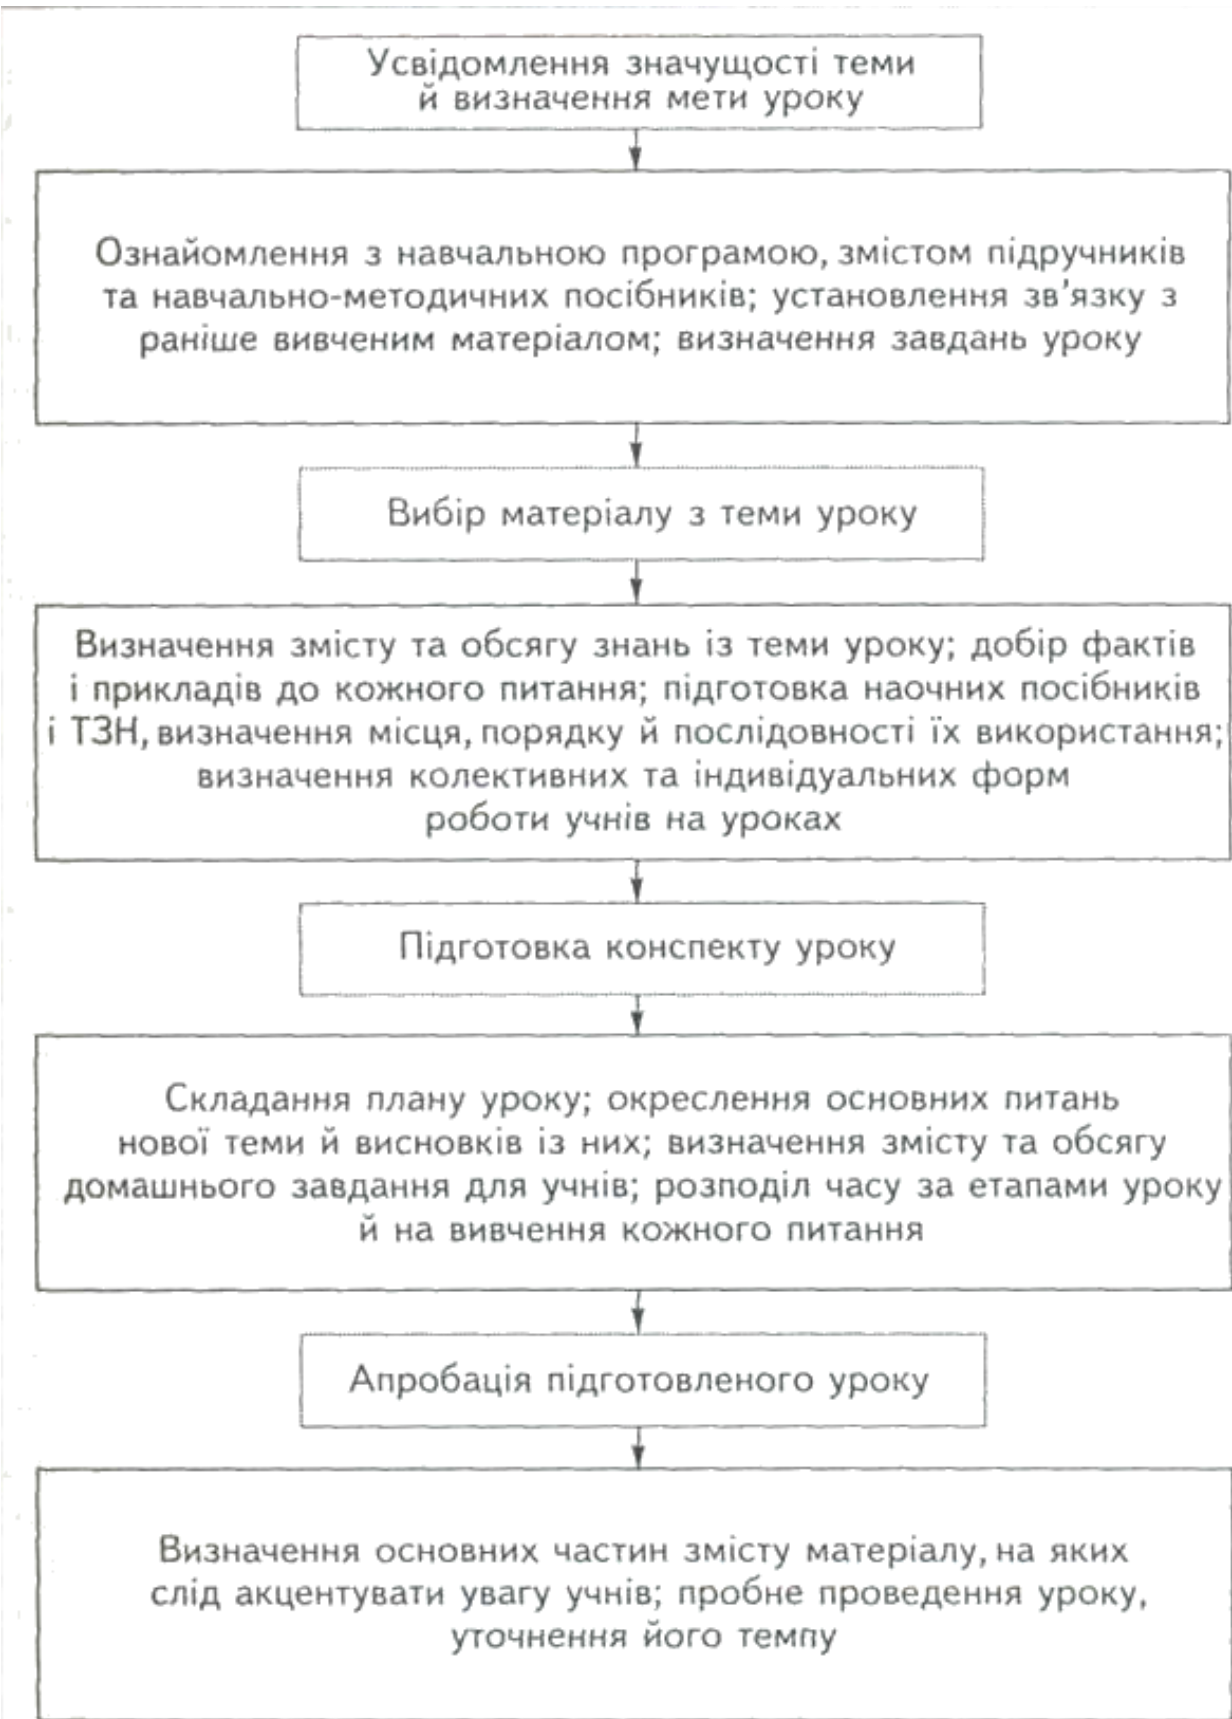 Усвідомлення значущості теми
й визначення мети уроку
Ознайомлення з навчальною програмою, змістом підручників
та навчально-методичних посібників; установлення зв’язку з
раніше вивченим матеріалом; визначення завдань уроку
Вибір матеріалу з теми уроку
Визначення змісту та обсягу знань із теми уроку; добір фактів
і прикладів до кожного питання; підготовка наочних посібників
і ТЗН, визначення місця, порядку й послідовності їх використання;
визначення колективних та індивідуальних форм
роботи учнів на уроках
Підготовка конспекту уроку
Складання плану уроку; окреслення основних питань
нової теми й висновків із них; визначення змісту та обсягу
домашнього завдання для учнів; розподіл часу за етапами уроку
й на вивчення кожного питання
Апробація підготовленого уроку
Визначення основних частин змісту матеріалу, на яких
слід акцентувати увагу учнів; пробне проведення уроку,
уточнення його темпу